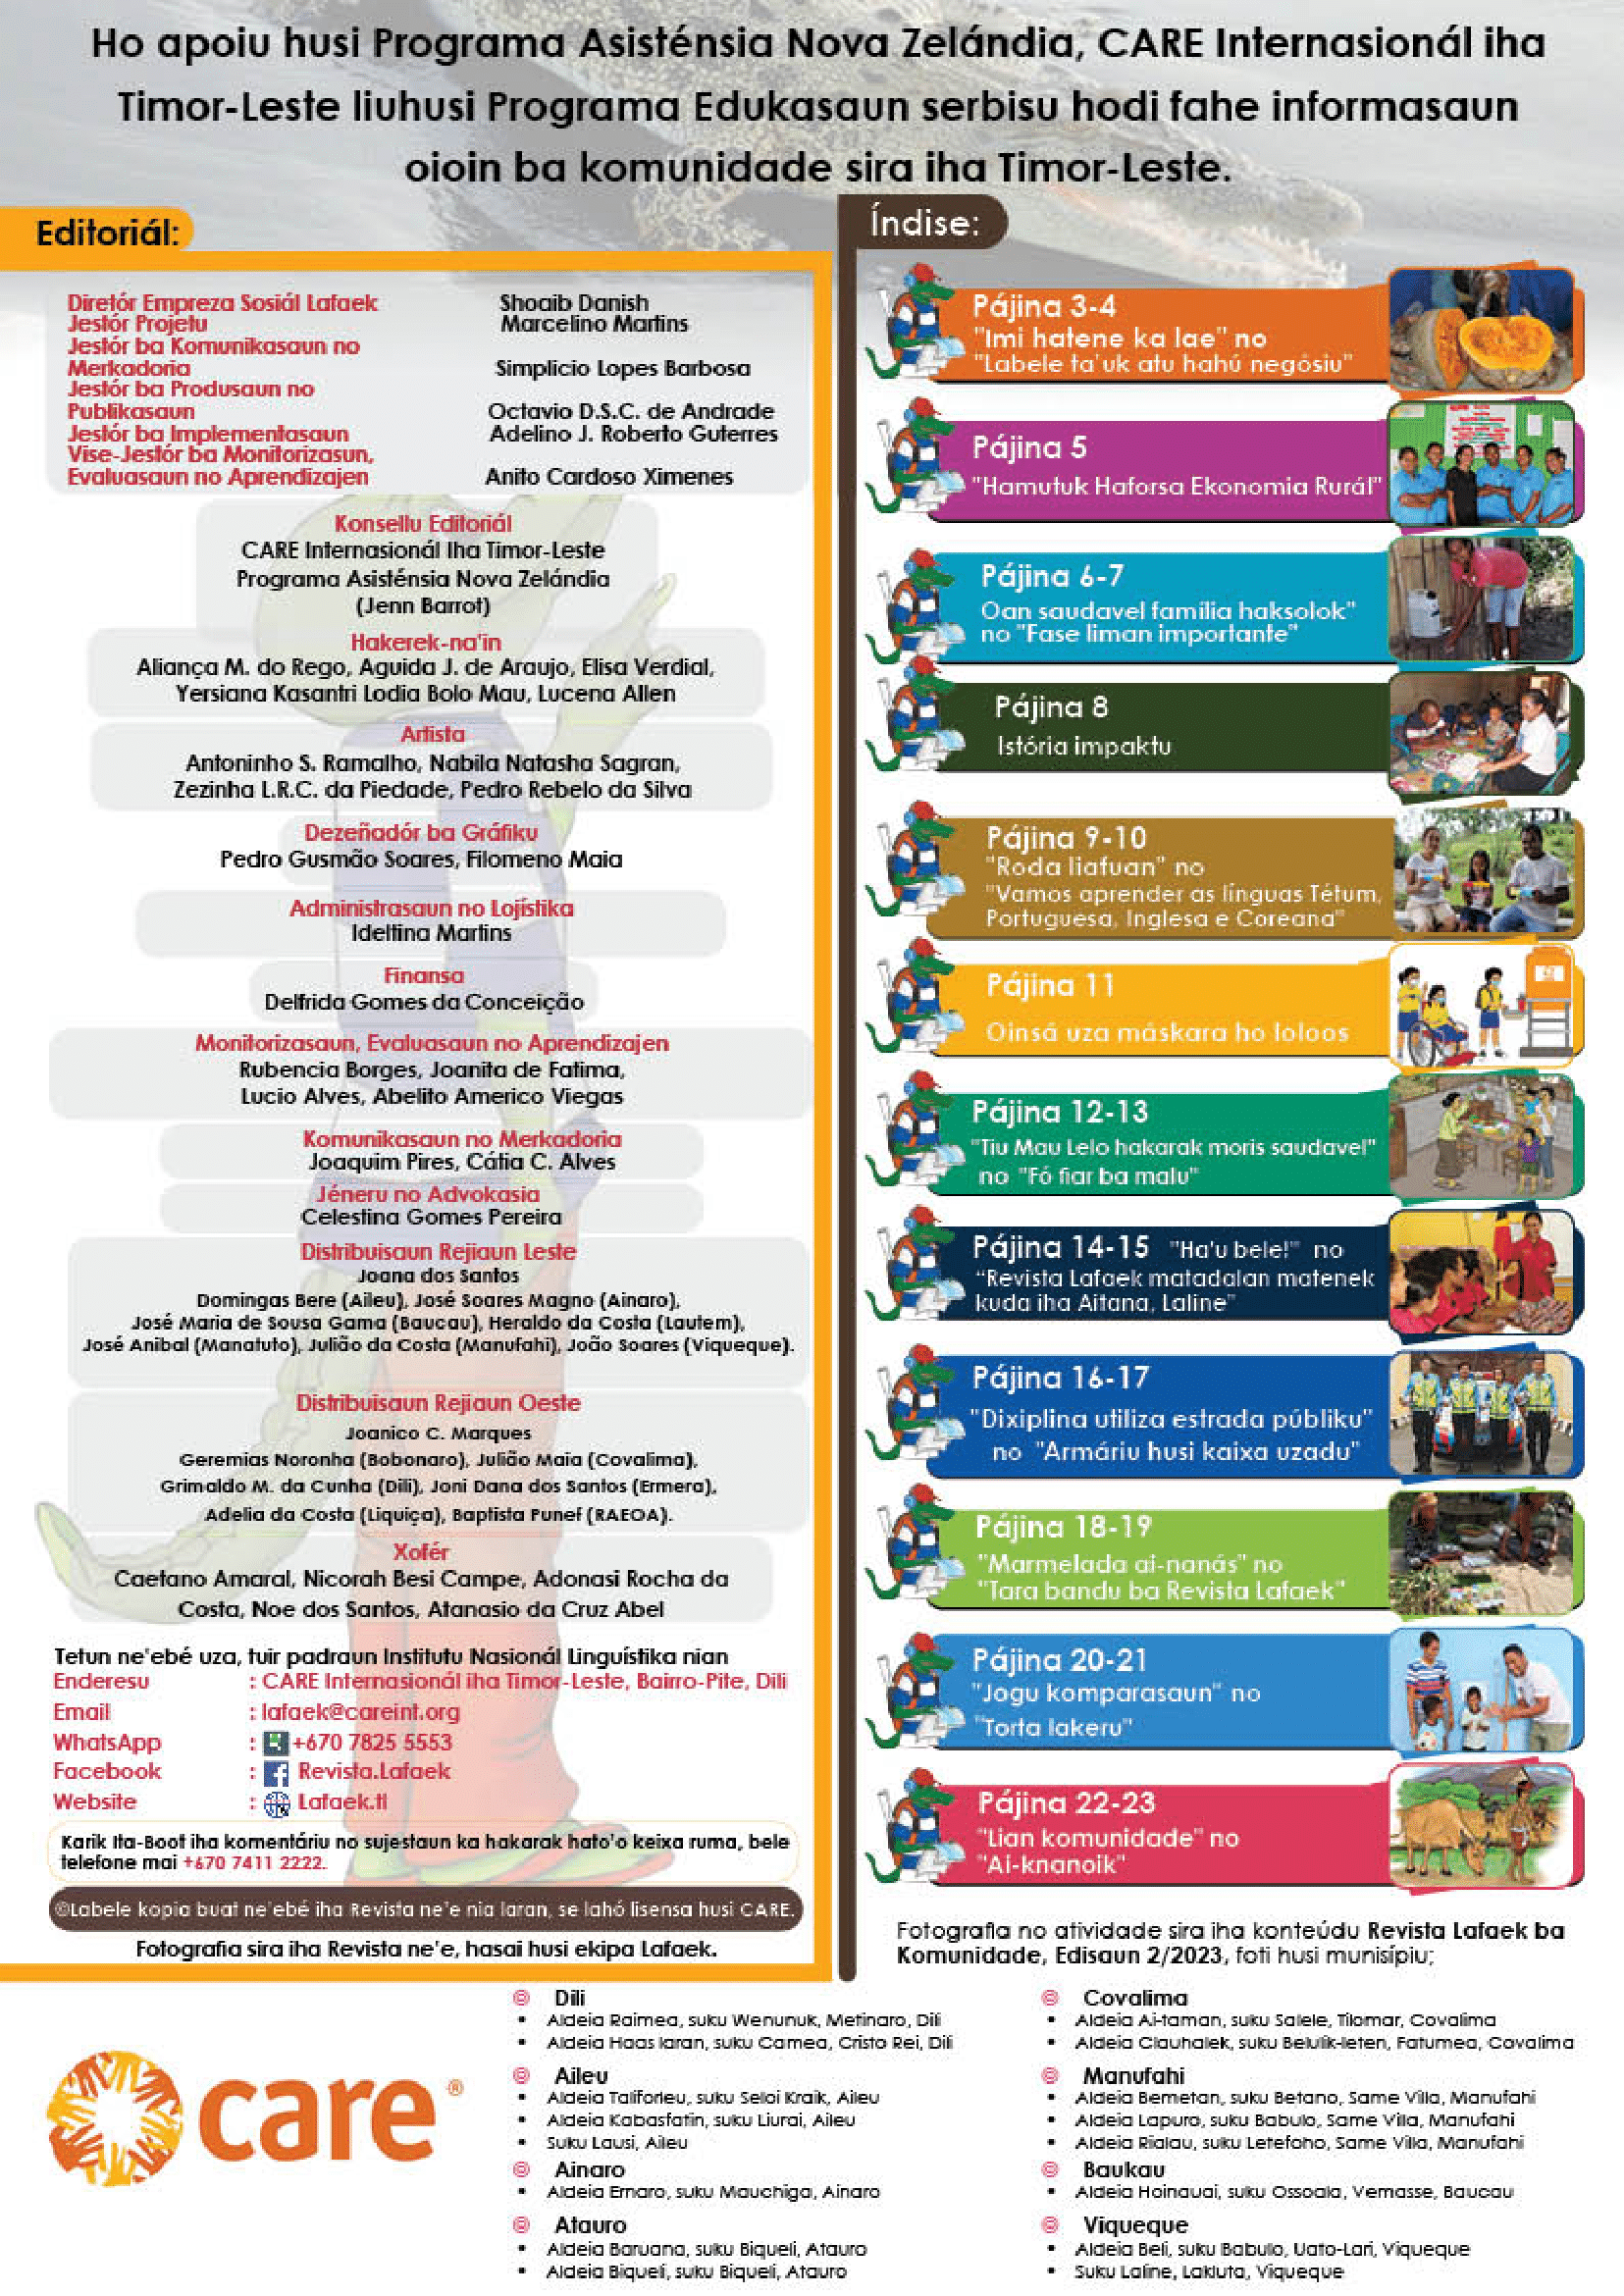 Ho apoiu husi Programa Asisténsia Nova Zelándia, CARE Internasionál iha
Timor-Leste liuhusi Programa Edukasaun serbisu hodi fahe informasaun
oioin ba komunidade sira iha Timor-Leste.
Editoriál:
Diretór Empreza Sosiál Lafaek Shoaib Danish
Jestór Projetu Marcelino Martins
Jestór ba Komunikasaun no
Merkadoria Simplicio Lopes Barbosa
Jestór ba Produsaun no
Publikasaun Octavio D.S.C. de Andrade
Jestór ba Implementasaun Adelino J. Roberto Guterres
Vise-Jestór ba Monitorizasun,
Evaluasaun no Aprendizajen Anito Cardoso Ximenes
Konsellu Editoriál
CARE Internasionál Iha Timor-Leste
Programa Asisténsia Nova Zelándia
(Jenn Barrot)
Hakerek-na'in
Aliança M. do Rego, Aguida J. de Araujo, Elisa Verdial,
Yersiana Kasantri Lodia Bolo Mau, Lucena Allen
Artista
Antoninho S. Ramalho, Nabila Natasha Sagran,
Zezinha L.R.C. da Piedade, Pedro Rebelo da Silva
Dezeñadór ba Gráfiku
Pedro Gusmão Soares, Filomeno Maia
Administrasaun no Lojístika
Ideltina Martins
Finansa
Delfrida Gomes da Conceição
Monitorizasaun, Evaluasaun no Aprendizajen
Rubencia Borges, Joanita de Fatima,
Lucio Alves, Abelito Americo Viegas
Komunikasaun no Merkadoria
Joaquim Pires, Cátia C. Alves
Jéneru no Advokasia
Celestina Gomes Pereira
Distribuisaun Rejiaun Leste
Joana dos Santos
Domingas Bere (Aileu), José Soares Magno (Ainaro),
José Maria de Sousa Gama (Baucau), Heraldo da Costa (Lautem),
José Anibal (Manatuto), Julião da Costa (Manufahi), João Soares (Viqueque).
Distribuisaun Rejiaun Oeste
Joanico C. Marques
Geremias Noronha (Bobonaro), Julião Maia (Covalima),
Grimaldo M. da Cunha (Dili), Joni Dana dos Santos (Ermera),
Adelia da Costa (Liquiça), Baptista Punef (RAEOA).
Xofér
Caetano Amaral, Nicorah Besi Campe, Adonasi Rocha da
Costa, Noe dos Santos, Atanasio da Cruz Abel
Tetun ne'ebé uza, tuir padraun Institutu Nasionál Linguístika nian
Enderesu : CARE Internasionál iha Timor-Leste, Bairro-Pite, Dili
Email : lafaek@careint.org
WhatsApp : +670 7825 5553
Facebook : Revista.Lafaek
Website : Lafaek.tl
Karik Ita-Boot iha komentáriu no sujestaun ka hakarak hato'o keixa ruma, bele
telefone mai +670 7411 2222.
©Labele kopia buat ne'ebé iha Revista ne'e nia laran, se lahó lisensa husi CARE.
Fotografia sira iha Revista ne'e, hasai husi ekipa Lafaek.
Índise:
Pájina 3-4
"Imi hatene ka lae" no
"Labele ta'uk atu hahú negósiu"
Pájina 5
"Hamutuk Haforsa Ekonomia Rurál"
Pájina 6-7
Oan saudavel família haksolok"
no "Fase liman importante"
Pájina 8
Istória impaktu
Pájina 9-10
"Roda liafuan" no
"Vamos aprender as línguas Tétum,
Portuguesa, Inglesa e Coreana"
Pájina 11
Oinsá uza máskara ho loloos
Pájina 12-13
"Tiu Mau Lelo hakarak moris saudavel"
no "Fó fiar ba malu"
Pájina 14-15 "Ha'u bele!" no
"Revista Lafaek matadalan matenek
kuda iha Aitana, Laline"
Pájina 16-17
"Dixiplina utiliza estrada públiku"
no "Armáriu husi kaixa uzadu"
Pájina 18-19
"Marmelada ai-nanás" no
"Tara bandu ba Revista Lafaek"
Pájina 20-21
"Jogu komparasaun" no
"Torta lakeru"
Pájina 22-23
"Lian komunidade" no
"Ai-knanoik"
Fotografia no atividade sira iha konteúdu Revista Lafaek ba
Komunidade, Edisaun 2/2023, foti husi munisípiu;
care®
Dili
• Aldeia Raimea, suku Wenunuk, Metinaro, Dili
• Aldeia Haas laran, suku Camea, Cristo Rei, Dili
Aileu
• Aldeia Taliforleu, suku Seloi Kraik, Aileu
• Aldeia Kabasfatin, suku Liurai, Aileu
• Suku Lausi, Aileu
Ainaro
• Aldeia Ernaro, suku Mauchiga, Ainaro
Atauro
• Aldeia Baruana, suku Biqueli, Atauro
• Aldeia Biqueli, suku Biqueli, Atauro
Covalima
• Aldeia Ai-taman, suku Salele, Tilomar, Covalima
• Aldeia Clauhalek, suku Belulik-leten, Fatumea, Covalima
Manufahi
• Aldeia Bemetan, suku Betano, Same Villa, Manufahi
• Aldeia Lapuro, suku Babulo, Same Villa, Manufahi
• Aldeia Rialau, suku Letefoho, Same Villa, Manufahi
Baukau
• Aldeia Hoinauai, suku Ossoala, Vemasse, Baucau
Viqueque
• Aldeia Beli, suku Babulo, Uato-Lari, Viqueque
• Suku Laline, Lakluta, Viqueque